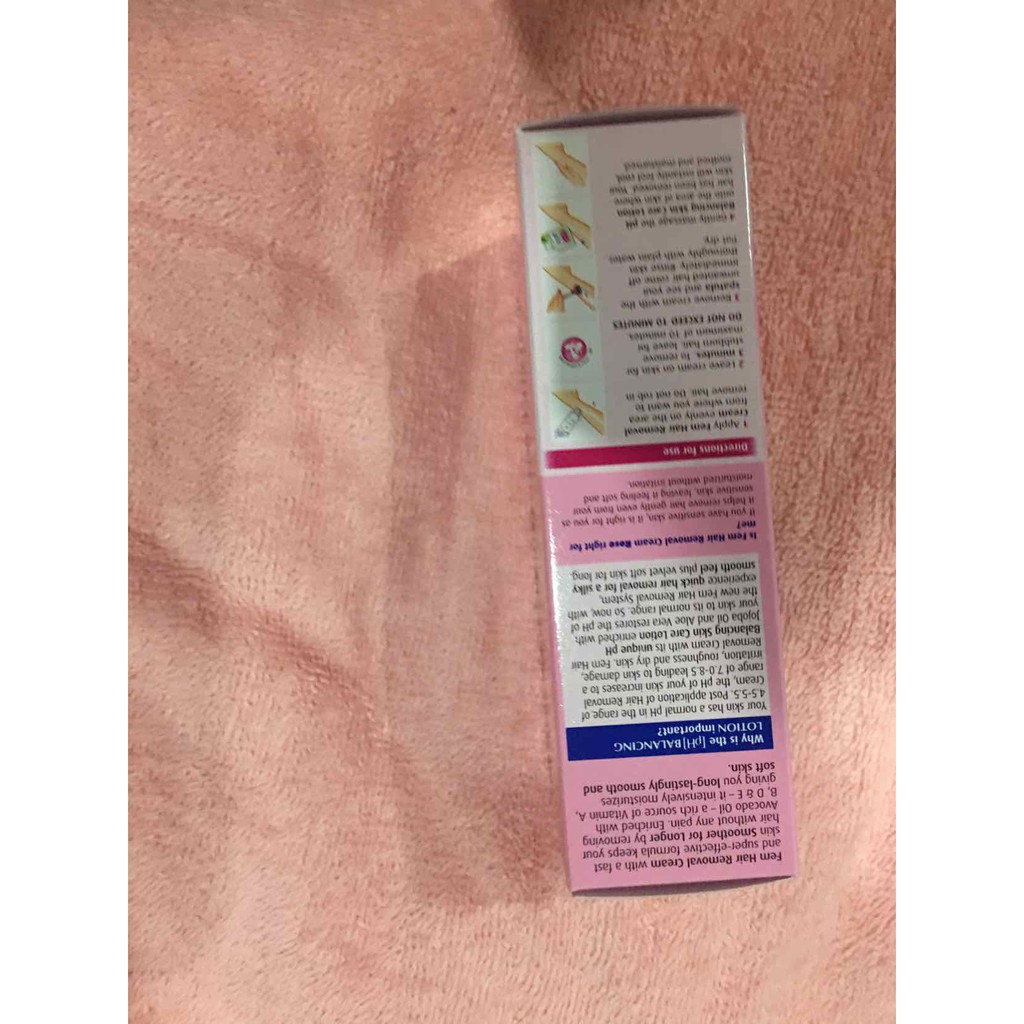 Fem Hair Removal Cream with a fast
and super-effective formula keeps your
skin Smoother for Longer by removing
hair without any pain. Enriched with
Avocado Oil – a rich source of Vitamin A,
B, D & E – it intensively moisturizes
giving you long-lastingly smooth and
soft skin.
Why is the [pH] BALANCING
LOTION important?
Your skin has a normal pH in the range of
4.5-5.5. Post application of Hair Removal
Cream, the pH of your skin increases to a
range of 7.0-8.5 leading to skin damage,
irritation, roughness and dry skin. Fem Hair
Removal Cream with its unique pH
Balancing Skin Care Lotion enriched with
Jojoba Oil and Aloe Vera restores the pH of
your skin to its normal range. So now, with
the new Fem Hair Removal System,
experience quick hair removal for a silky
smooth feel plus velvet soft skin for long.
Is Fem Hair Removal Cream Rose right for
me?
If you have sensitive skin, it is right for you as
it helps remove hair gently even from your
sensitive skin, leaving it feeling soft and
moisturized without irritation.
Directions for use
1 Apply Fem Hair Removal
Cream evenly on the area
from where you want to
remove hair. Do not rub in
2 Leave cream on skin for
3 minutes, to remove
stubborn hair, leave for
maximum of 10 minutes.
DO NOT EXCEED 10 MINUTES
3 Remove cream with the
spatula and see your
unwanted hair come off
immediately. Rinse skin
thoroughly with plain water.
Pat dry.
4 Gently massage the pH
Balancing Skin Care Lotion
onto the area of skin where
hair has been removed. Your
skin will instantly feel cool,
soothed and moisturized